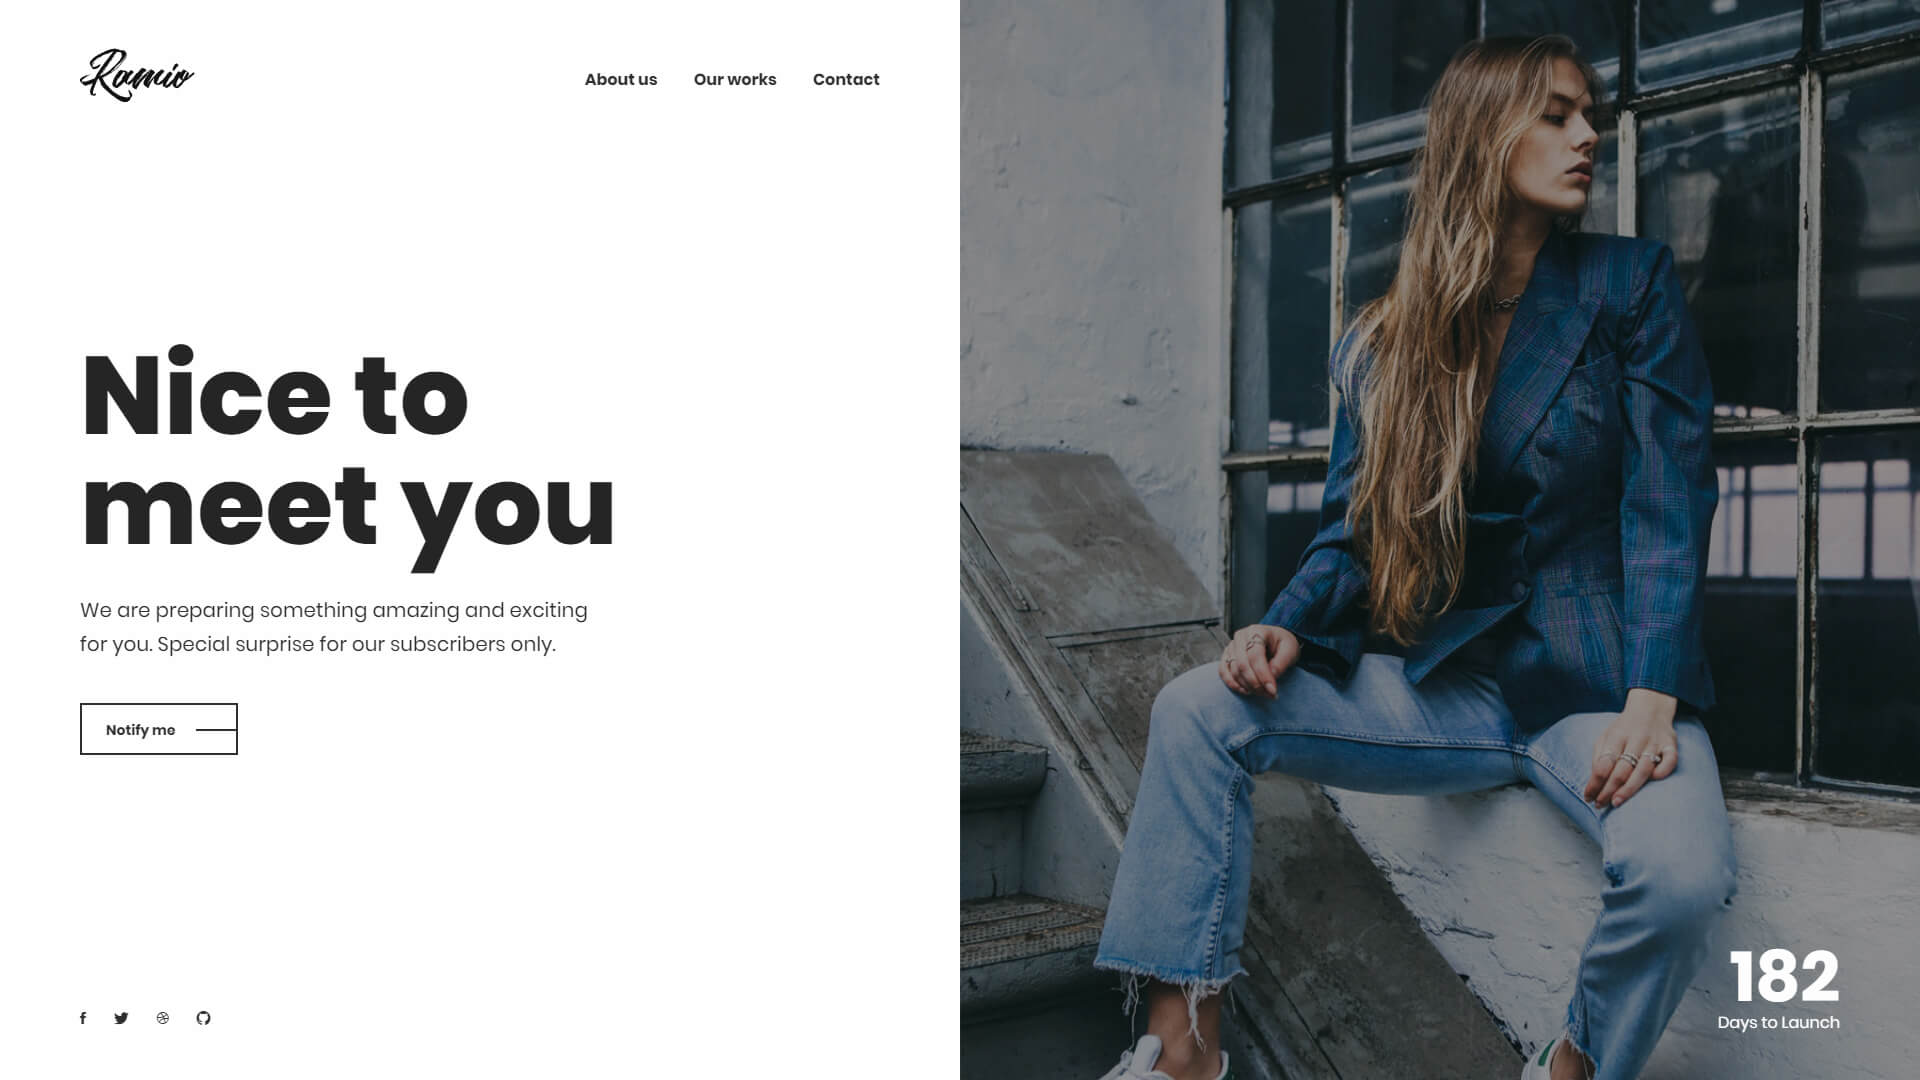 Ramio
About us
Our works
Contact
Nice to
meet you
We are preparing something amazing and exciting
for you. Special surprise for our subscribers only.
Notify me
182
Days to Launch